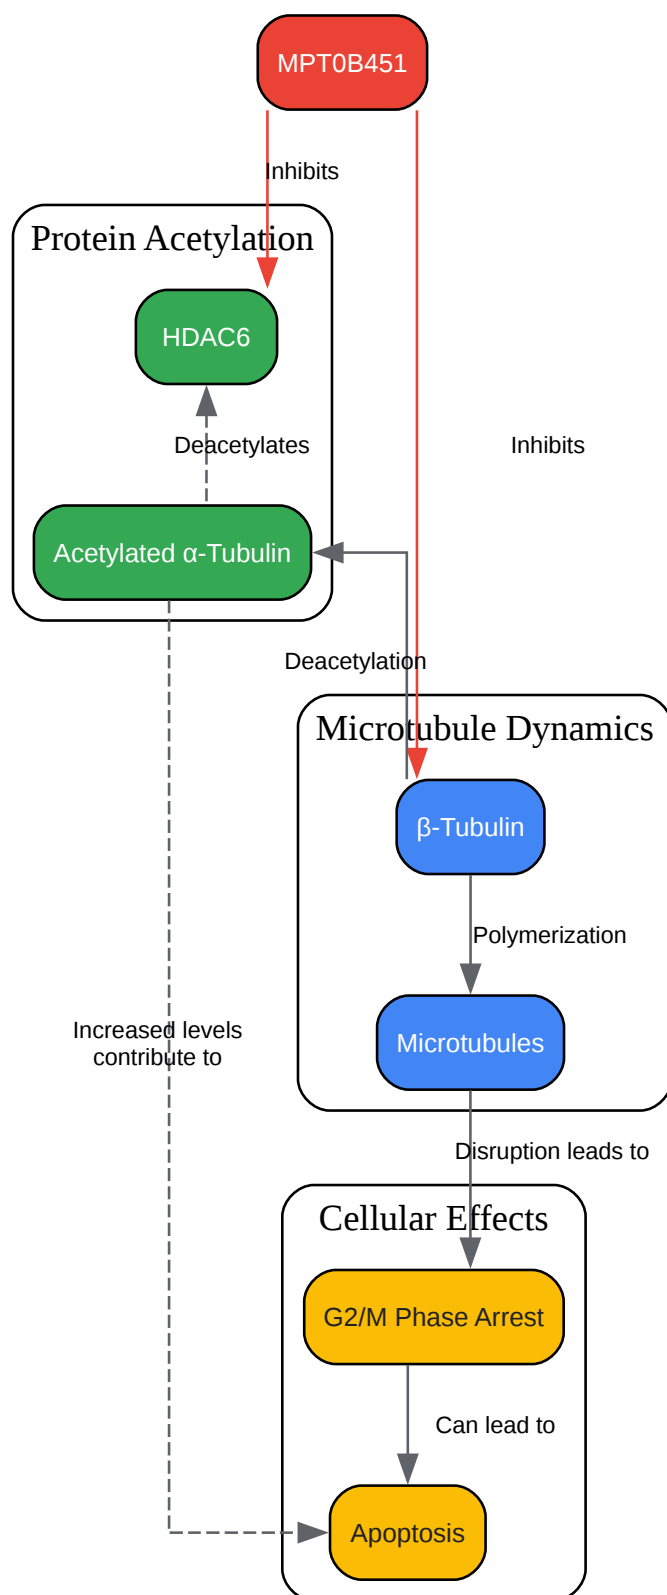 MPT0B451
Inhibits
Protein Acetylation
HDAC6
Deacetylates
Inhibits
Acetylated α-Tubulin
Deacetylation
Microtubule Dynamics
β-Tubulin
Polymerization
Increased levels
contribute to
Microtubules
Disruption leads to
Cellular Effects
G2/M Phase Arrest
Can lead to
Apoptosis